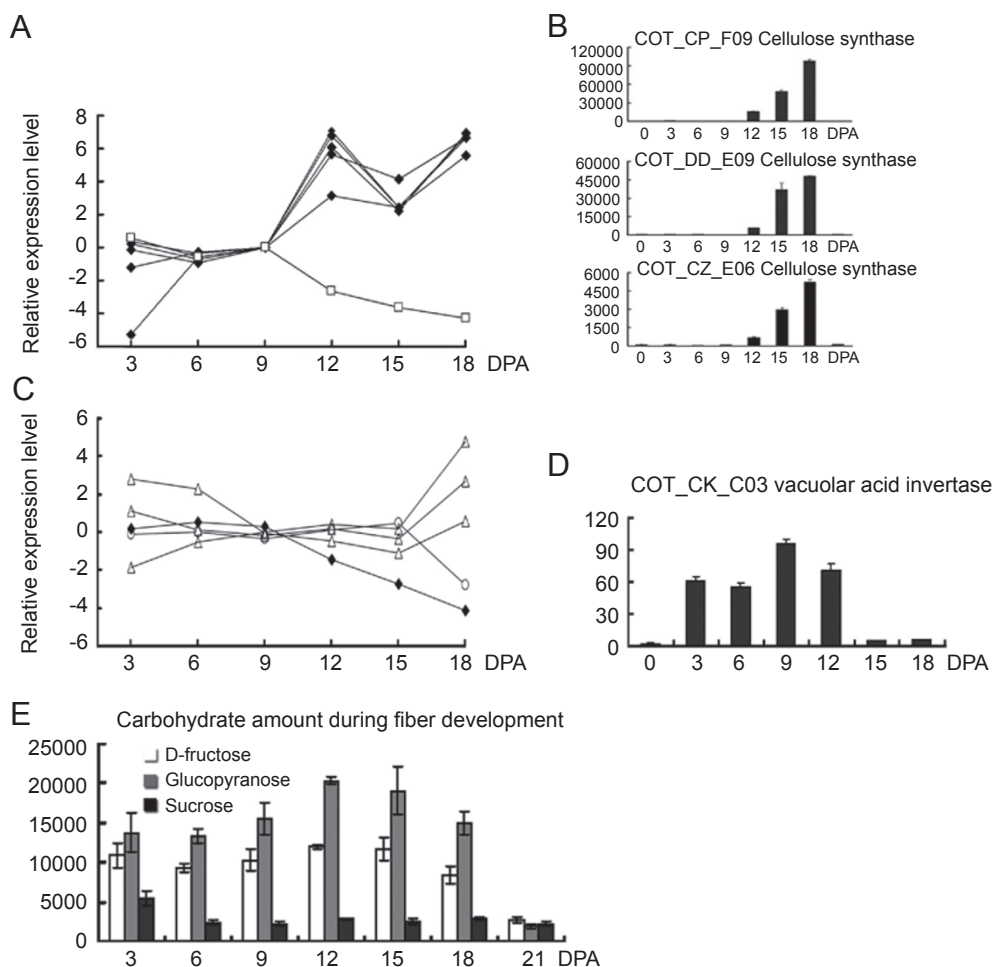 A
Relative expression level
8
6
4
2
0
-2
-4
-6
3 6 9 12 15 18 DPA
B
COT_CP_F09 Cellulose synthase
120000
90000
60000
30000
0
0 3 6 9 12 15 18 DPA
COT_DD_E09 Cellulose synthase
60000
45000
30000
15000
0
0 3 6 9 12 15 18 DPA
COT_CZ_E06 Cellulose synthase
6000
4500
3000
1500
0
0 3 6 9 12 15 18 DPA
C
Relative expression lelvel
6
4
2
0
-2
-4
-6
3 6 9 12 15 18 DPA
D
COT_CK_C03 vacuolar acid invertase
120
90
60
30
0
0 3 6 9 12 15 18 DPA
E
Carbohydrate amount during fiber development
25000
20000
15000
10000
5000
0
D-fructose
Glucopyranose
Sucrose
3 6 9 12 15 18 21 DPA